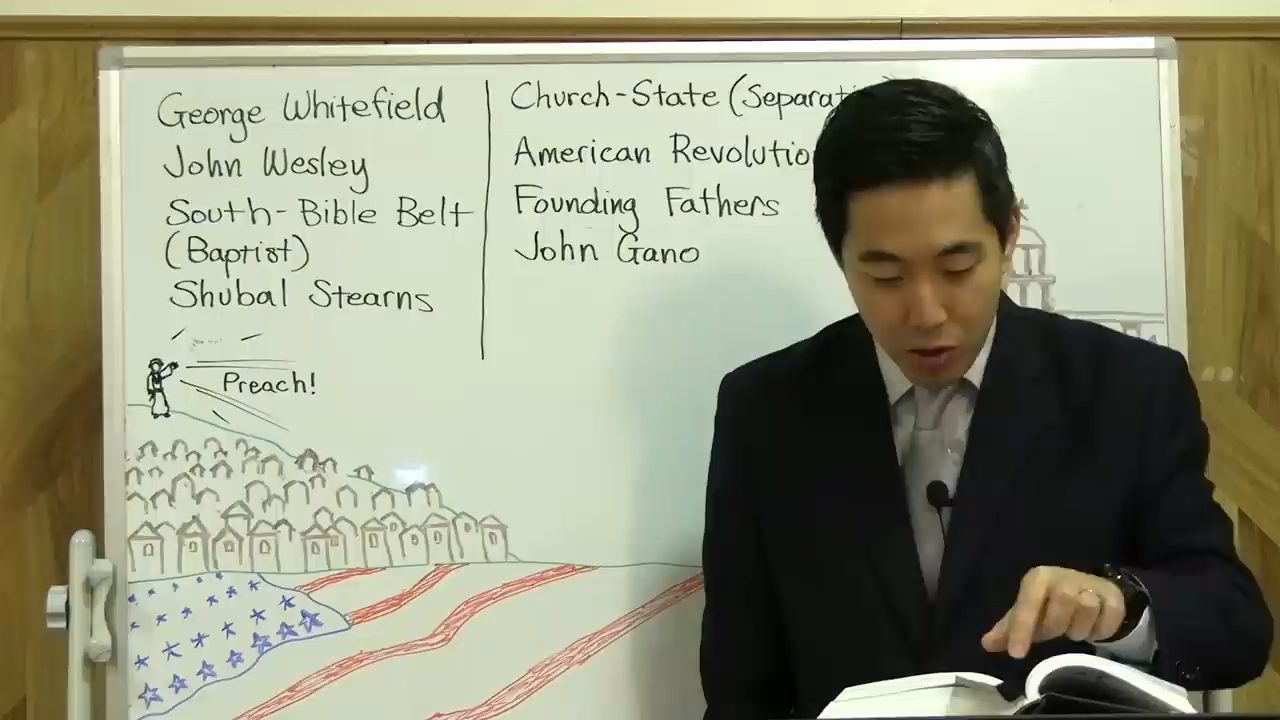 George Whitefield
John Wesley
South-Bible Belt
(Baptist)
Shubal Stearns
Preach!
Church-State (Separati
American Revolutio
Founding Fathers
John Gano